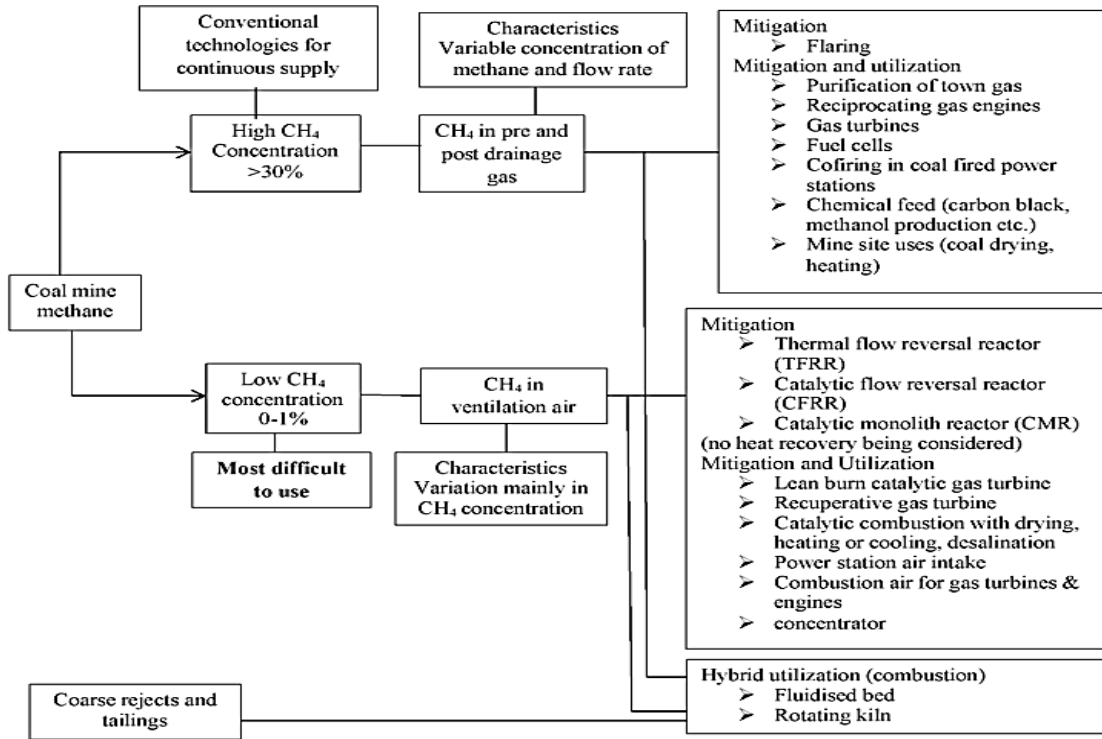 Conventional
technologies for
continuous supply
Characteristics
Variable concentration of
methane and flow rate
High CH₄
Concentration
>30%
CH₄ in pre and
post drainage
gas
Mitigation
➢ Flaring
Mitigation and utilization
➢ Purification of town gas
➢ Reciprocating gas engines
➢ Gas turbines
➢ Fuel cells
➢ Cofiring in coal fired power
stations
➢ Chemical feed (carbon black,
methanol production etc.)
➢ Mine site uses (coal drying,
heating)
Coal mine
methane
Low CH₄
concentration
0-1%
Most difficult
to use
CH₄ in
ventilation air
Characteristics
Variation mainly in
CH₄ concentration
Mitigation
➢ Thermal flow reversal reactor
(TFRR)
➢ Catalytic flow reversal reactor
(CFRR)
➢ Catalytic monolith reactor (CMR)
(no heat recovery being considered)
Mitigation and Utilization
➢ Lean burn catalytic gas turbine
➢ Recuperative gas turbine
➢ Catalytic combustion with drying,
heating or cooling, desalination
➢ Power station air intake
➢ Combustion air for gas turbines &
engines
➢ concentrator
Coarse rejects and
tailings
Hybrid utilization (combustion)
➢ Fluidised bed
➢ Rotating kiln